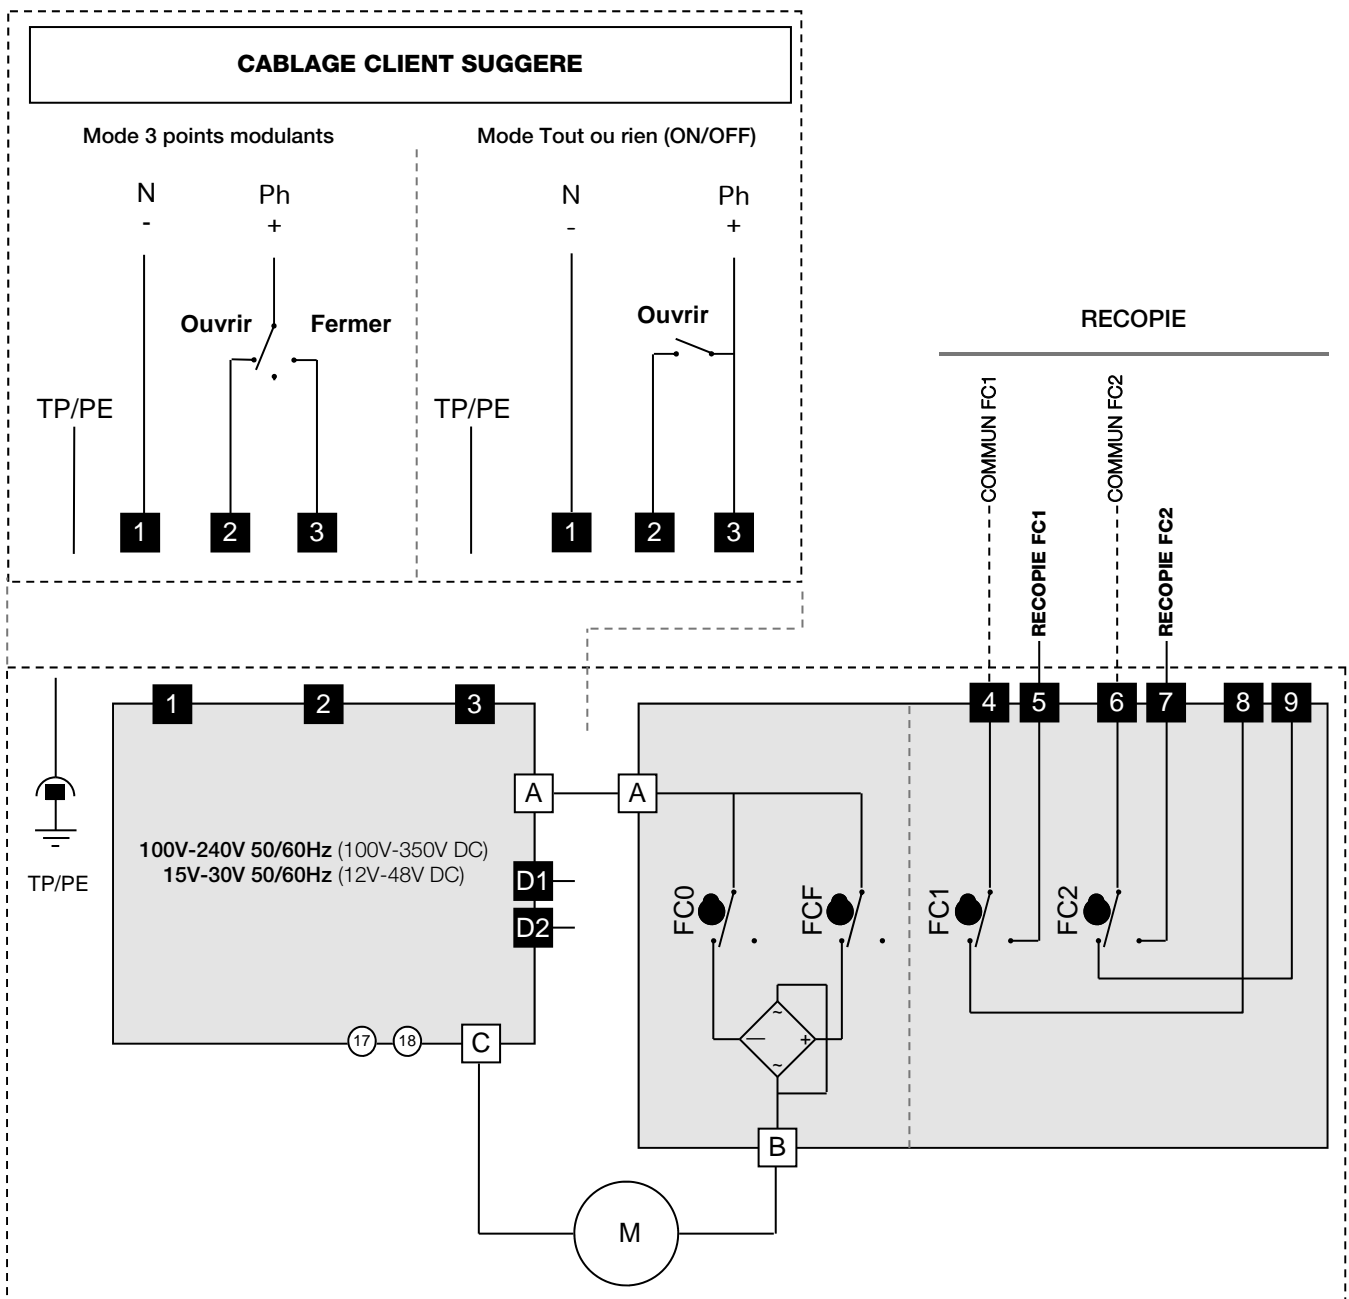 CABLAGE CLIENT SUGGERE
Mode 3 points modulants
Mode Tout ou rien (ON/OFF)
N
Ph
N
Ph
-
+
-
+
Ouvrir
Fermer
Ouvrir
RECOPIE
TP/PE
TP/PE
COMMUN FC1
COMMUN FC2
RECOPIE FC1
RECOPIE FC2
1
2
3
1
2
3
1
2
3
4
5
6
7
8
9
A
A
100V-240V 50/60Hz (100V-350V DC)
15V-30V 50/60Hz (12V-48V DC)
TP/PE
D1
D2
FC0
FCF
FC1
FC2
~
—
+
~
17
18
C
B
M